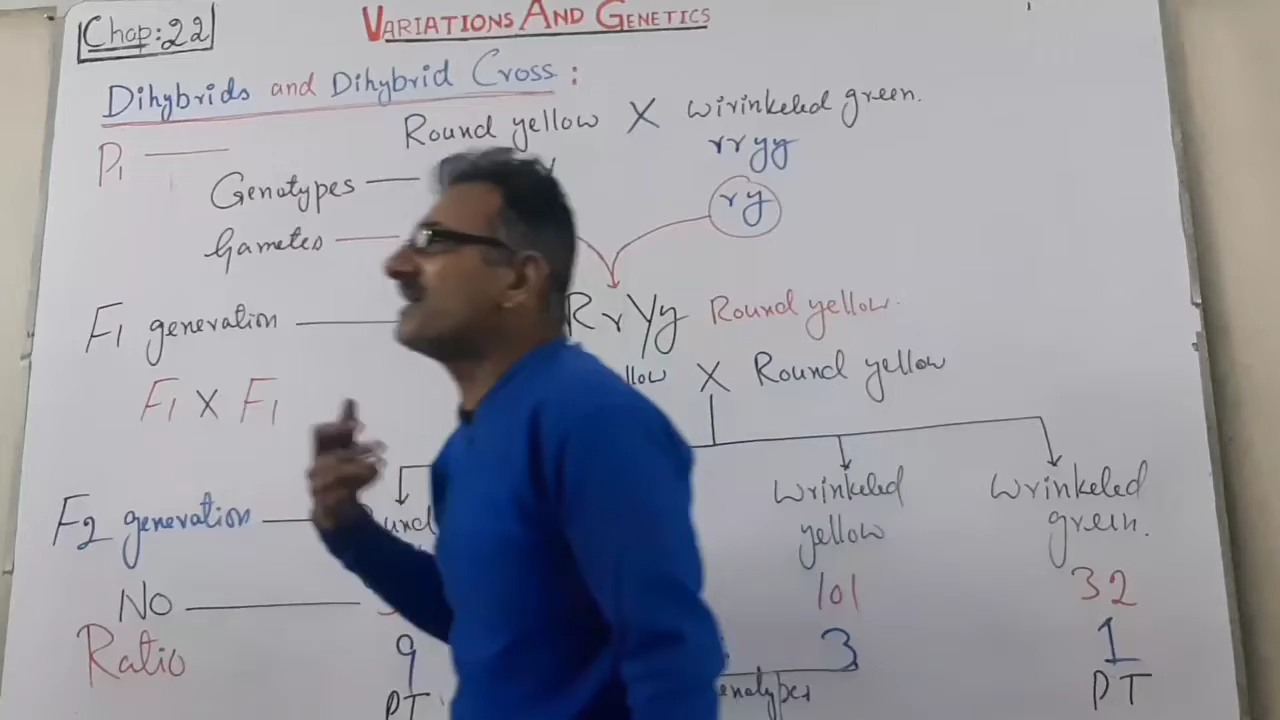 Chap:22
VARIATIONS AND GENETICS
Dihybrids and Dihybrid Cross:
P1
Round yellow X wirinkeled green.
rryy
Genotypes
ry
Gametes
F1 generation
RrYy Round yellow.
X Round yellow
F1 X F1
F2 generation
Wrinkeled yellow
Wrinkeled green.
No
101
32
Ratio
9
3
1
PT
PT